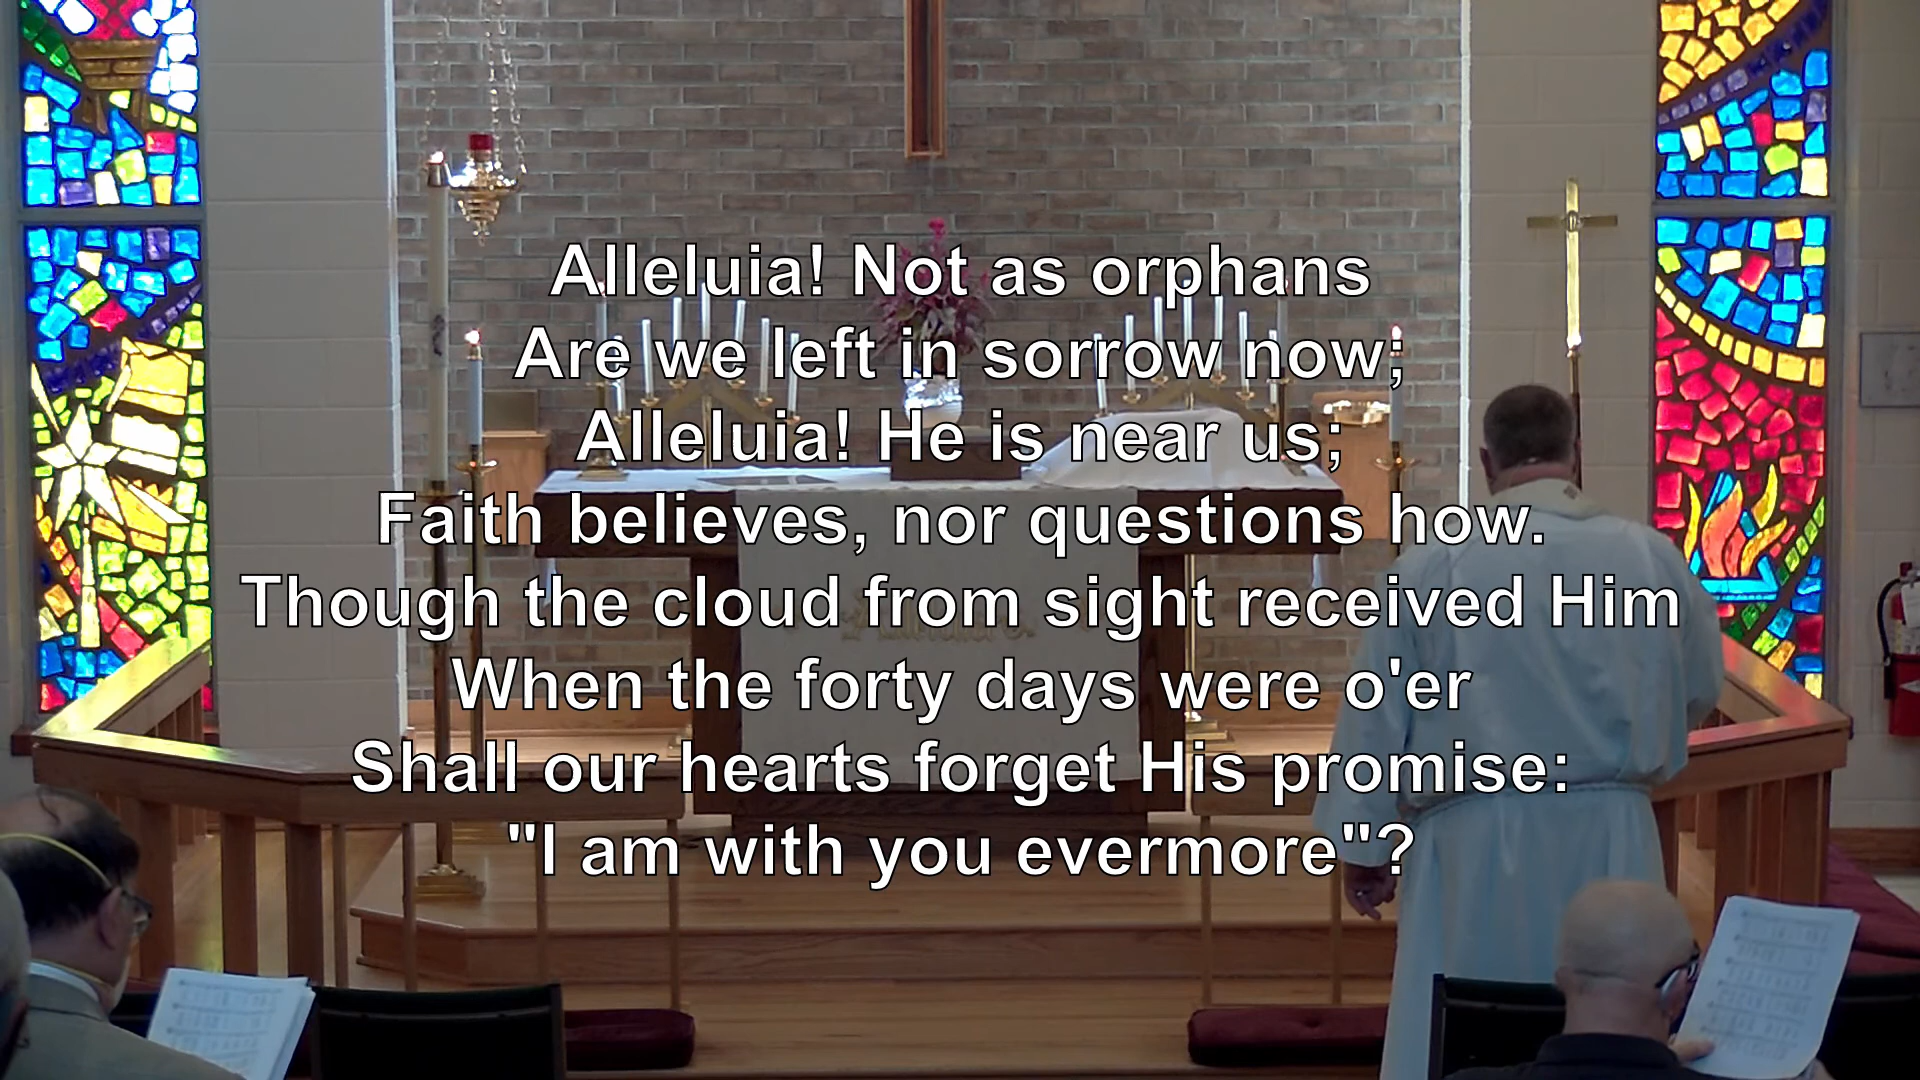 Alleluia! Not as orphans
Are we left in sorrow now;
Alleluia! He is near us;
Faith believes, nor questions how.
Though the cloud from sight received Him
When the forty days were o'er
Shall our hearts forget His promise:
"I am with you evermore"?